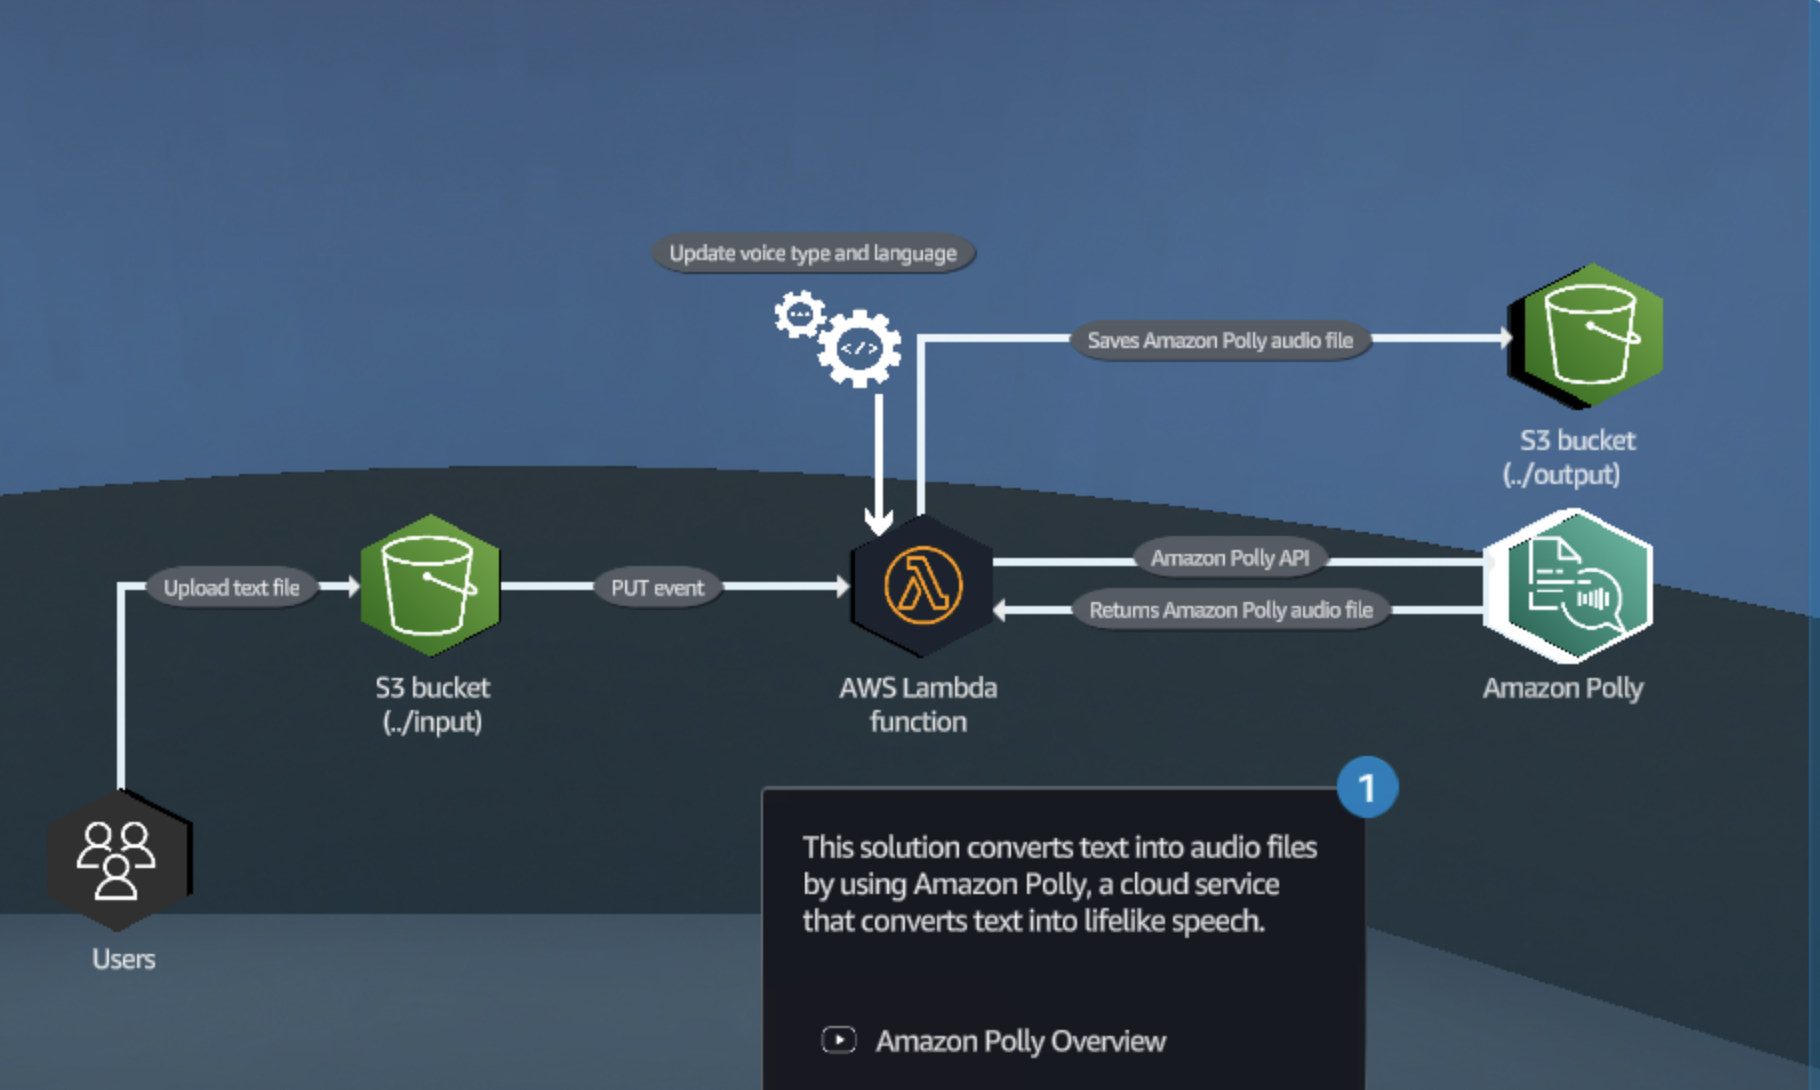 Update voice type and language
Saves Amazon Polly audio file
S3 bucket
(../output)
Upload text file
PUT event
Amazon Polly API
Returns Amazon Polly audio file
S3 bucket
(../input)
AWS Lambda
function
Amazon Polly
Users
1
This solution converts text into audio files
by using Amazon Polly, a cloud service
that converts text into lifelike speech.
Amazon Polly Overview